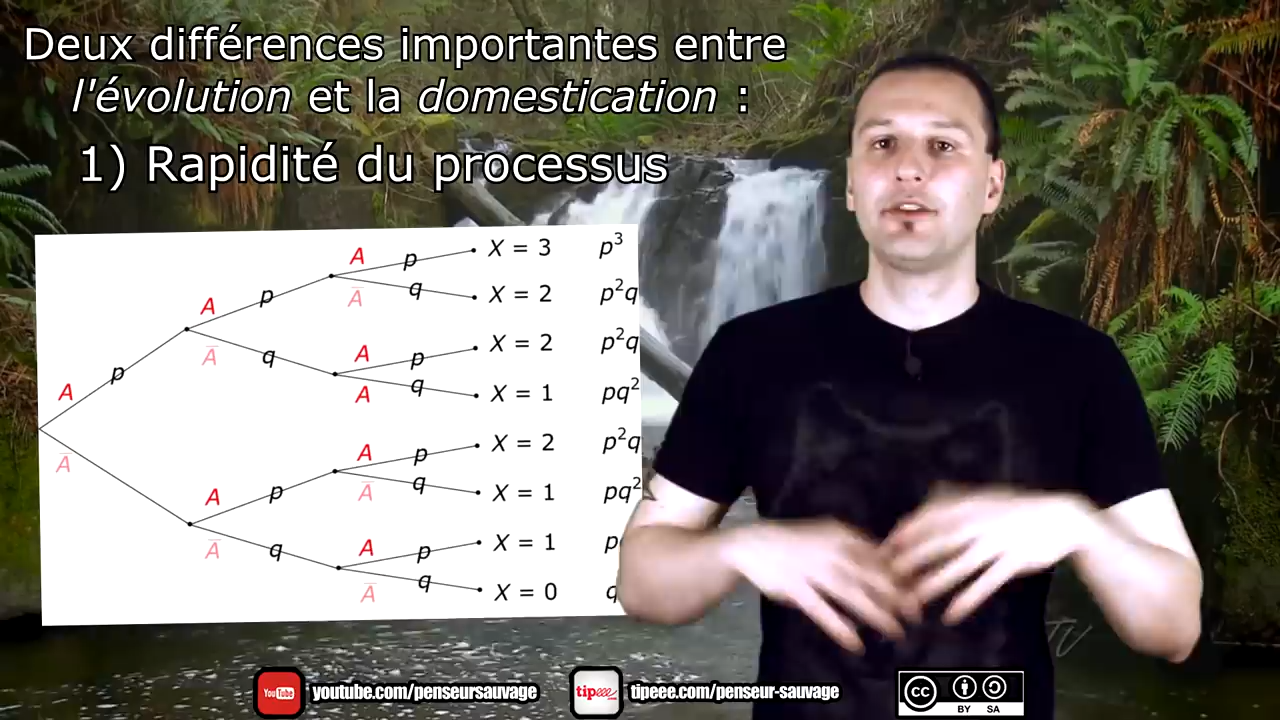 Deux différences importantes entre
l'évolution et la domestication :
1) Rapidité du processus
A p X = 3 p³
A p Ā q X = 2 p²q
A p X = 2 p²q
Ā q A q X = 1 pq²
A p
Ā A p X = 2 p²q
A p Ā q X = 1 pq²
A p X = 1
Ā q Ā q X = 0
YouTube youtube.com/penseursauvage
tipeee tipeee.com/penseur-sauvage
cc BY SA